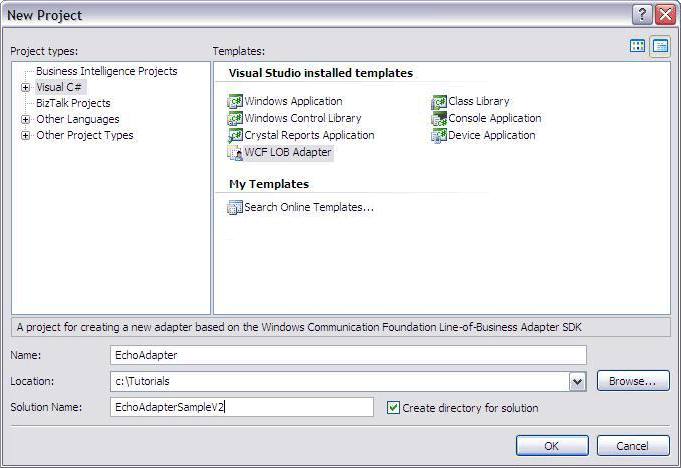 New Project
Project types:
Templates:
Business Intelligence Projects
Visual C#
BizTalk Projects
Other Languages
Other Project Types
Visual Studio installed templates
Windows Application
Class Library
Windows Control Library
Console Application
Crystal Reports Application
Device Application
WCF LOB Adapter
My Templates
Search Online Templates...
A project for creating a new adapter based on the Windows Communication Foundation Line-of-Business Adapter SDK
Name:
EchoAdapter
Location:
c:\Tutorials
Browse...
Solution Name:
EchoAdapterSampleV2
Create directory for solution
OK
Cancel